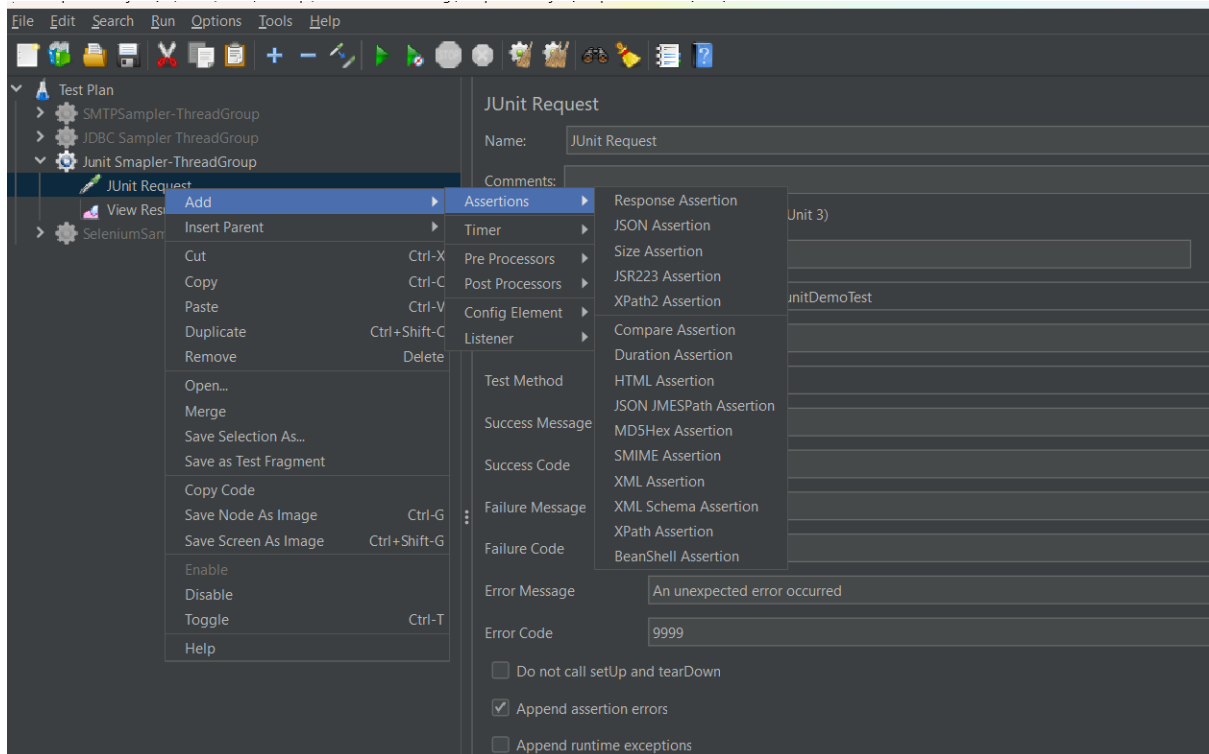 File Edit Search Run Options Tools Help
Test Plan
SMTPSampler-ThreadGroup
JDBC Sampler ThreadGroup
Junit Smapler-ThreadGroup
JUnit Request
View Res
SeleniumSam
Add
Insert Parent
Cut Ctrl-X
Copy Ctrl-C
Paste Ctrl-V
Duplicate Ctrl+Shift-C
Remove Delete
Open...
Merge
Save Selection As...
Save as Test Fragment
Copy Code
Save Node As Image Ctrl-G
Save Screen As Image Ctrl+Shift-G
Enable
Disable
Toggle Ctrl-T
Help
Assertions
Timer
Pre Processors
Post Processors
Config Element
Listener
Response Assertion
JSON Assertion
Size Assertion
JSR223 Assertion
XPath2 Assertion
Compare Assertion
Duration Assertion
HTML Assertion
JSON JMESPath Assertion
MD5Hex Assertion
SMIME Assertion
XML Assertion
XML Schema Assertion
XPath Assertion
BeanShell Assertion
JUnit Request
Name: JUnit Request
Comments:
Unit 3)
unitDemoTest
Test Method
Success Message
Success Code
Failure Message
Failure Code
Error Message An unexpected error occurred
Error Code 9999
Do not call setUp and tearDown
Append assertion errors
Append runtime exceptions